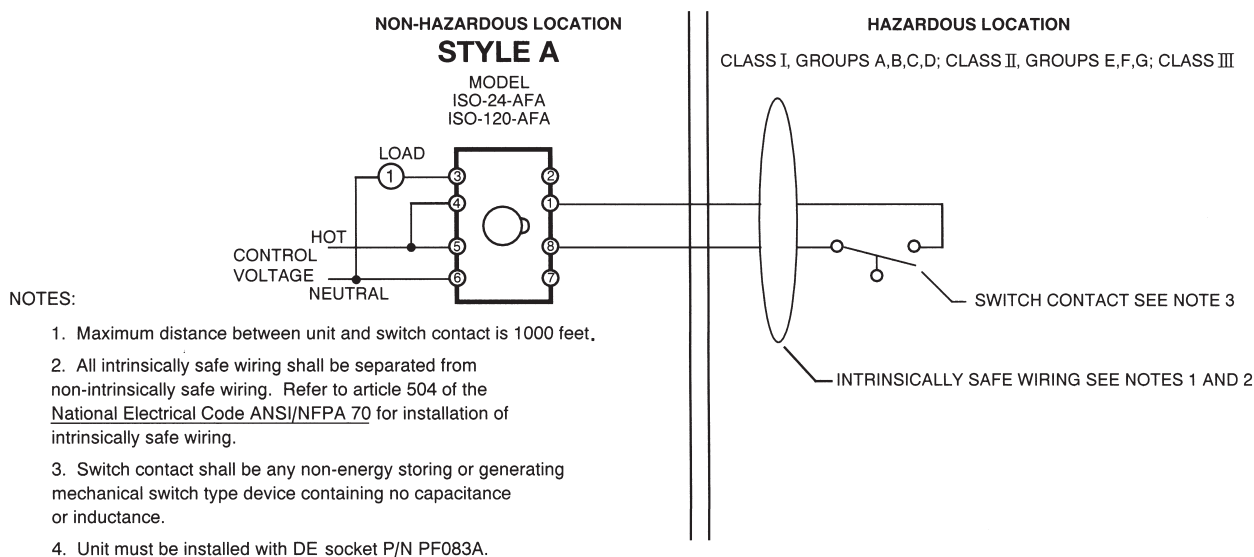 NON-HAZARDOUS LOCATION
STYLE A
MODEL
ISO-24-AFA
ISO-120-AFA
HAZARDOUS LOCATION
CLASS I, GROUPS A,B,C,D; CLASS II, GROUPS E,F,G; CLASS III
LOAD
1
3
2
4
1
HOT
5
8
CONTROL
VOLTAGE
6
7
NEUTRAL
SWITCH CONTACT SEE NOTE 3
INTRINSICALLY SAFE WIRING SEE NOTES 1 AND 2
NOTES:
1. Maximum distance between unit and switch contact is 1000 feet.
2. All intrinsically safe wiring shall be separated from
non-intrinsically safe wiring. Refer to article 504 of the
National Electrical Code ANSI/NFPA 70 for installation of
intrinsically safe wiring.
3. Switch contact shall be any non-energy storing or generating
mechanical switch type device containing no capacitance
or inductance.
4. Unit must be installed with DE socket P/N PF083A.